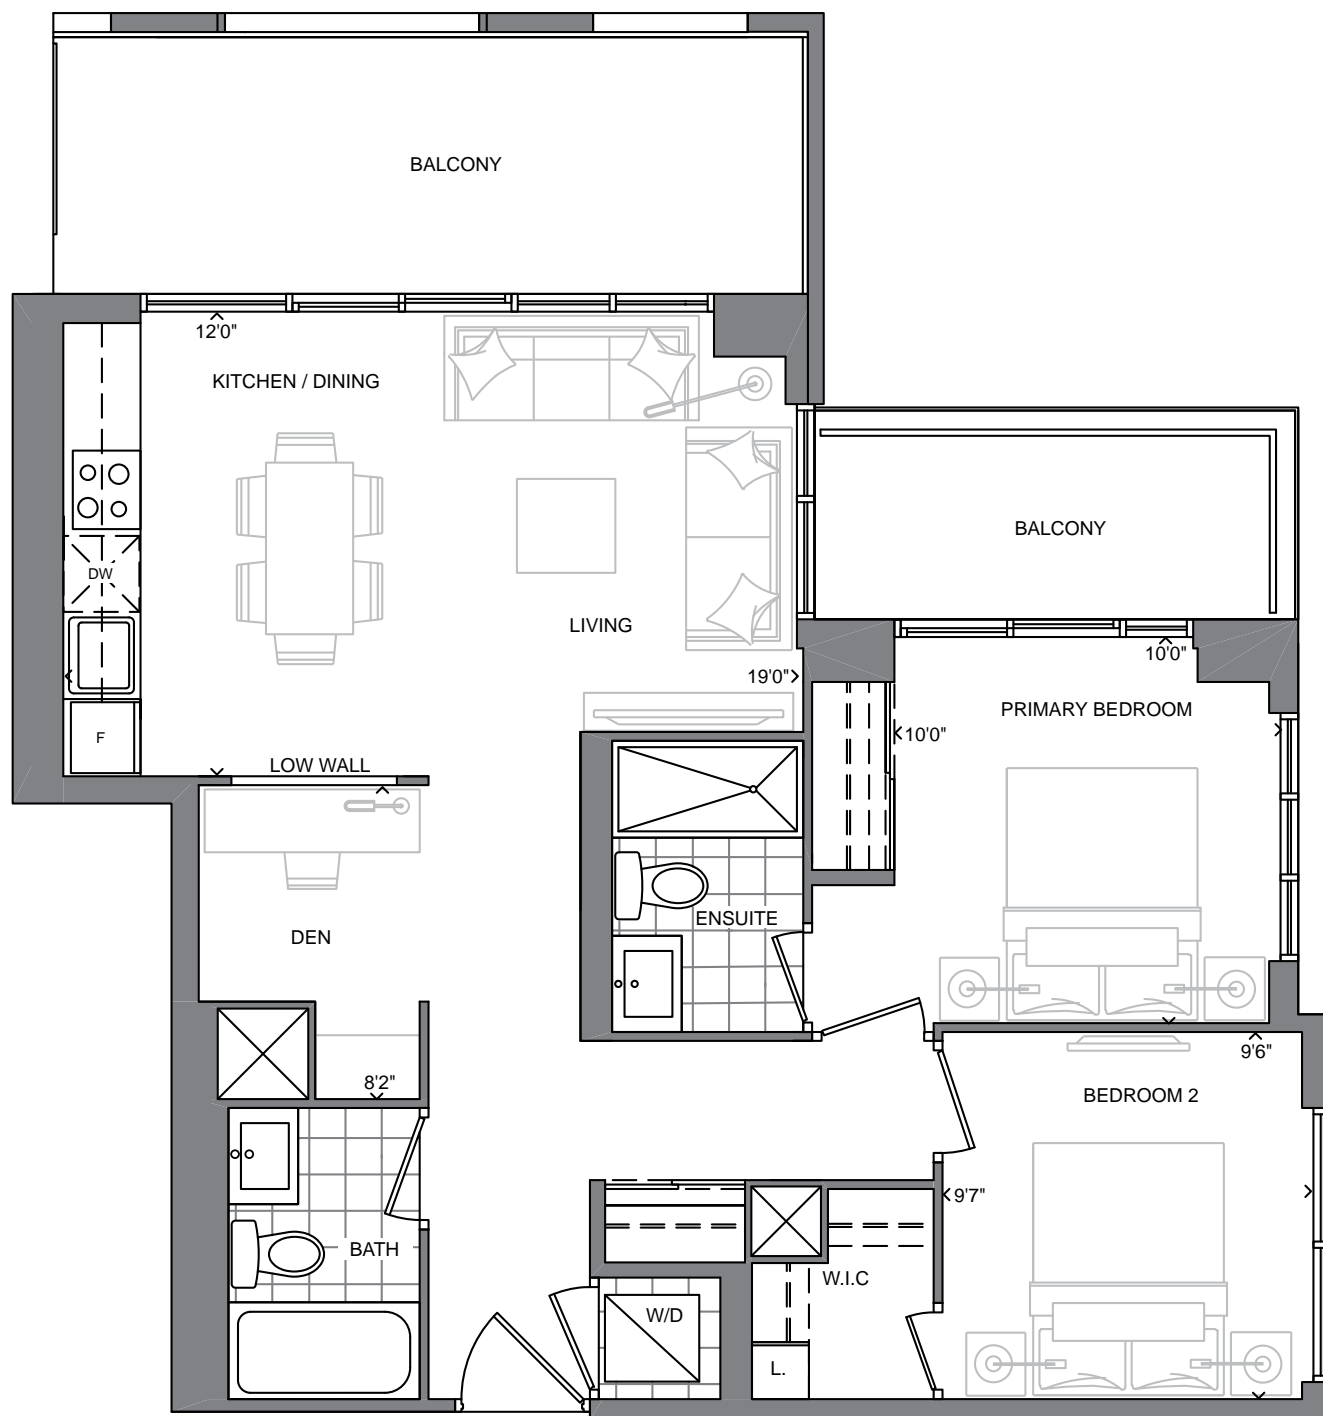 BALCONY
12'0"
KITCHEN / DINING
BALCONY
DW
LIVING
10'0"
19'0"
PRIMARY BEDROOM
F
10'0"
LOW WALL
ENSUITE
DEN
9'6"
8'2"
BEDROOM 2
9'7"
BATH
W.I.C
W/D
L.